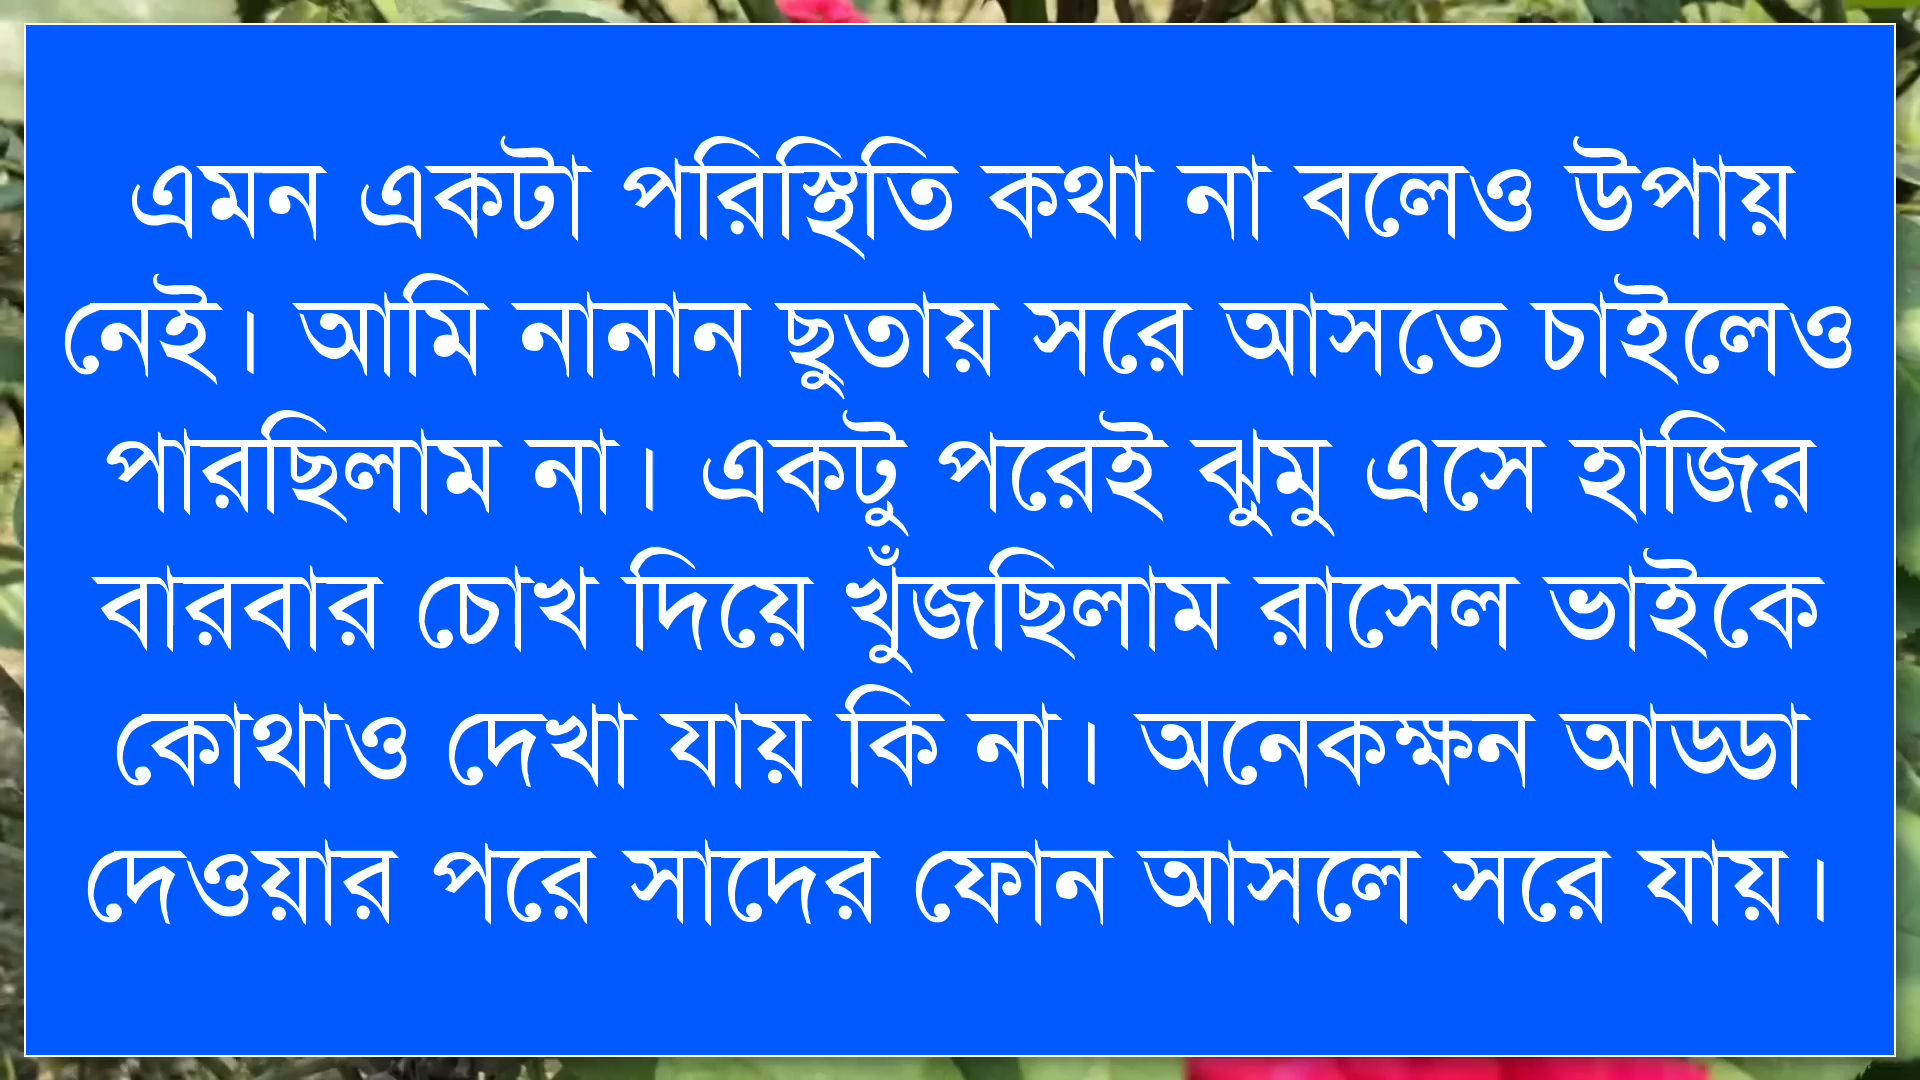 এমন একটা পরিস্থিতি কথা না বলেও উপায়
নেই। আমি নানান ছুতায় সরে আসতে চাইলেও
পারছিলাম না। একটু পরেই ঝুমু এসে হাজির
বারবার চোখ দিয়ে খুঁজছিলাম রাসেল ভাইকে
কোথাও দেখা যায় কি না। অনেকক্ষন আড্ডা
দেওয়ার পরে সাদের ফোন আসলে সরে যায়।